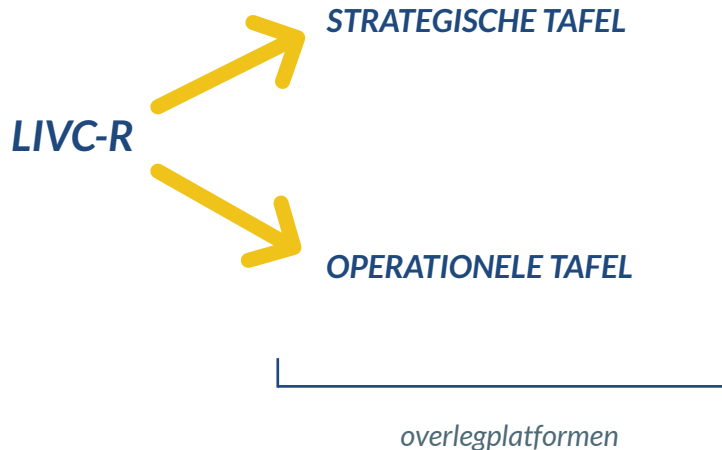 STRATEGISCHE TAFEL
LIVC-R
OPERATIONELE TAFEL
overlegplatformen